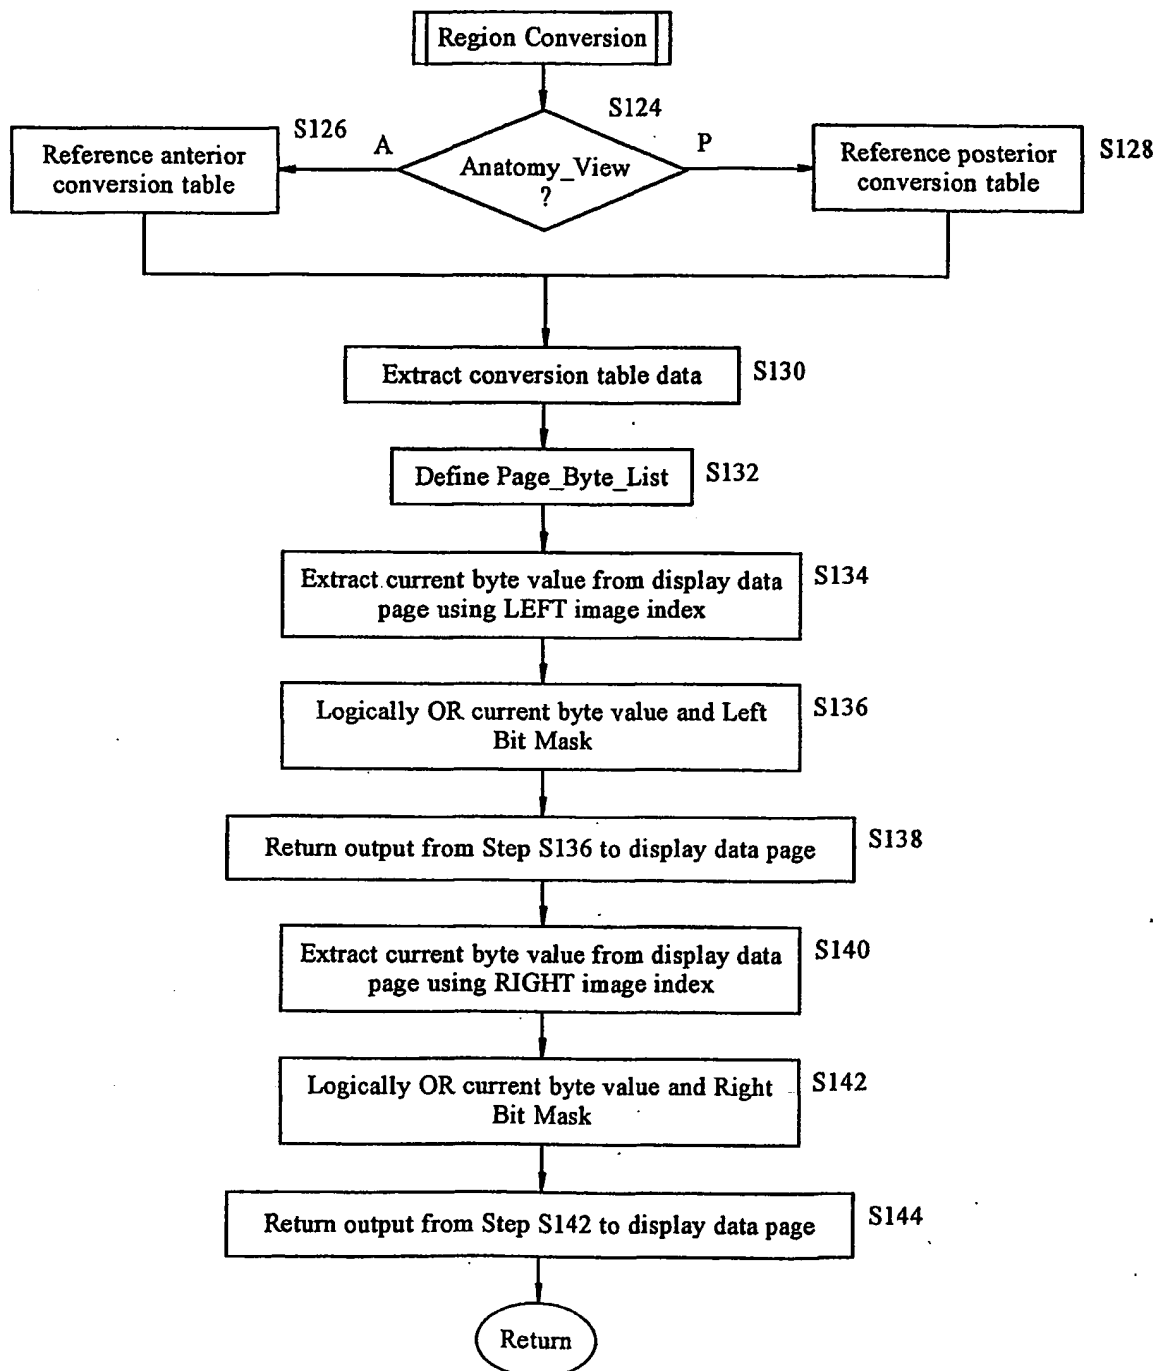 Region Conversion
S124
S126
A
P
Reference anterior
conversion table
Anatomy_View
?
Reference posterior
conversion table
S128
Extract conversion table data
S130
Define Page_Byte_List
S132
Extract current byte value from display data
page using LEFT image index
S134
Logically OR current byte value and Left
Bit Mask
S136
Return output from Step S136 to display data page
S138
Extract current byte value from display data
page using RIGHT image index
S140
Logically OR current byte value and Right
Bit Mask
S142
Return output from Step S142 to display data page
S144
Return